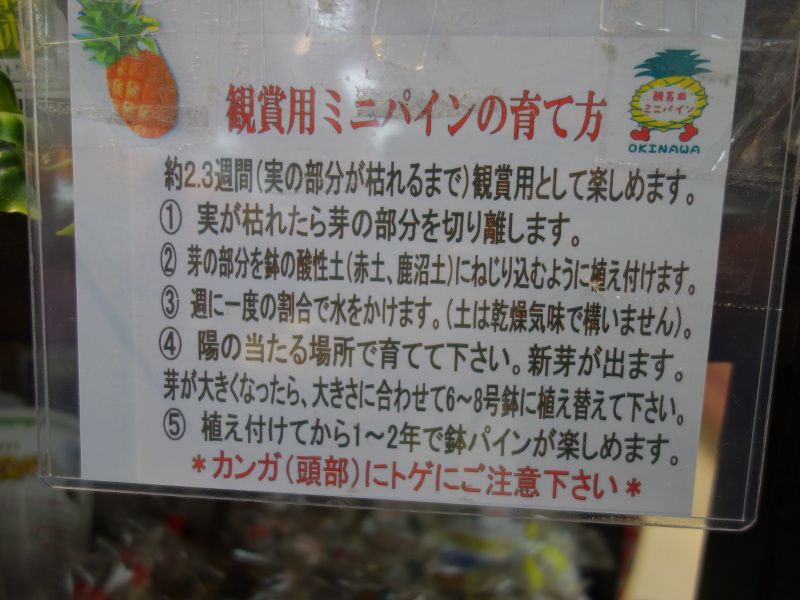 観賞用ミニパインの育て方
観賞用
ミニパイン
OKINAWA
約2.3週間(実の部分が枯れるまで)観賞用として楽しめます。
① 実が枯れたら芽の部分を切り離します。
② 芽の部分を鉢の酸性土(赤土、鹿沼土)にねじり込むように植え付けます。
③ 週に一度の割合で水をかけます。(土は乾燥気味で構いません)。
④ 陽の当たる場所で育てて下さい。新芽が出ます。
芽が大きくなったら、大きさに合わせて6~8号鉢に植え替えて下さい。
⑤ 植え付けてから1~2年で鉢パインが楽しめます。
*カンガ(頭部)にトゲにご注意下さい*